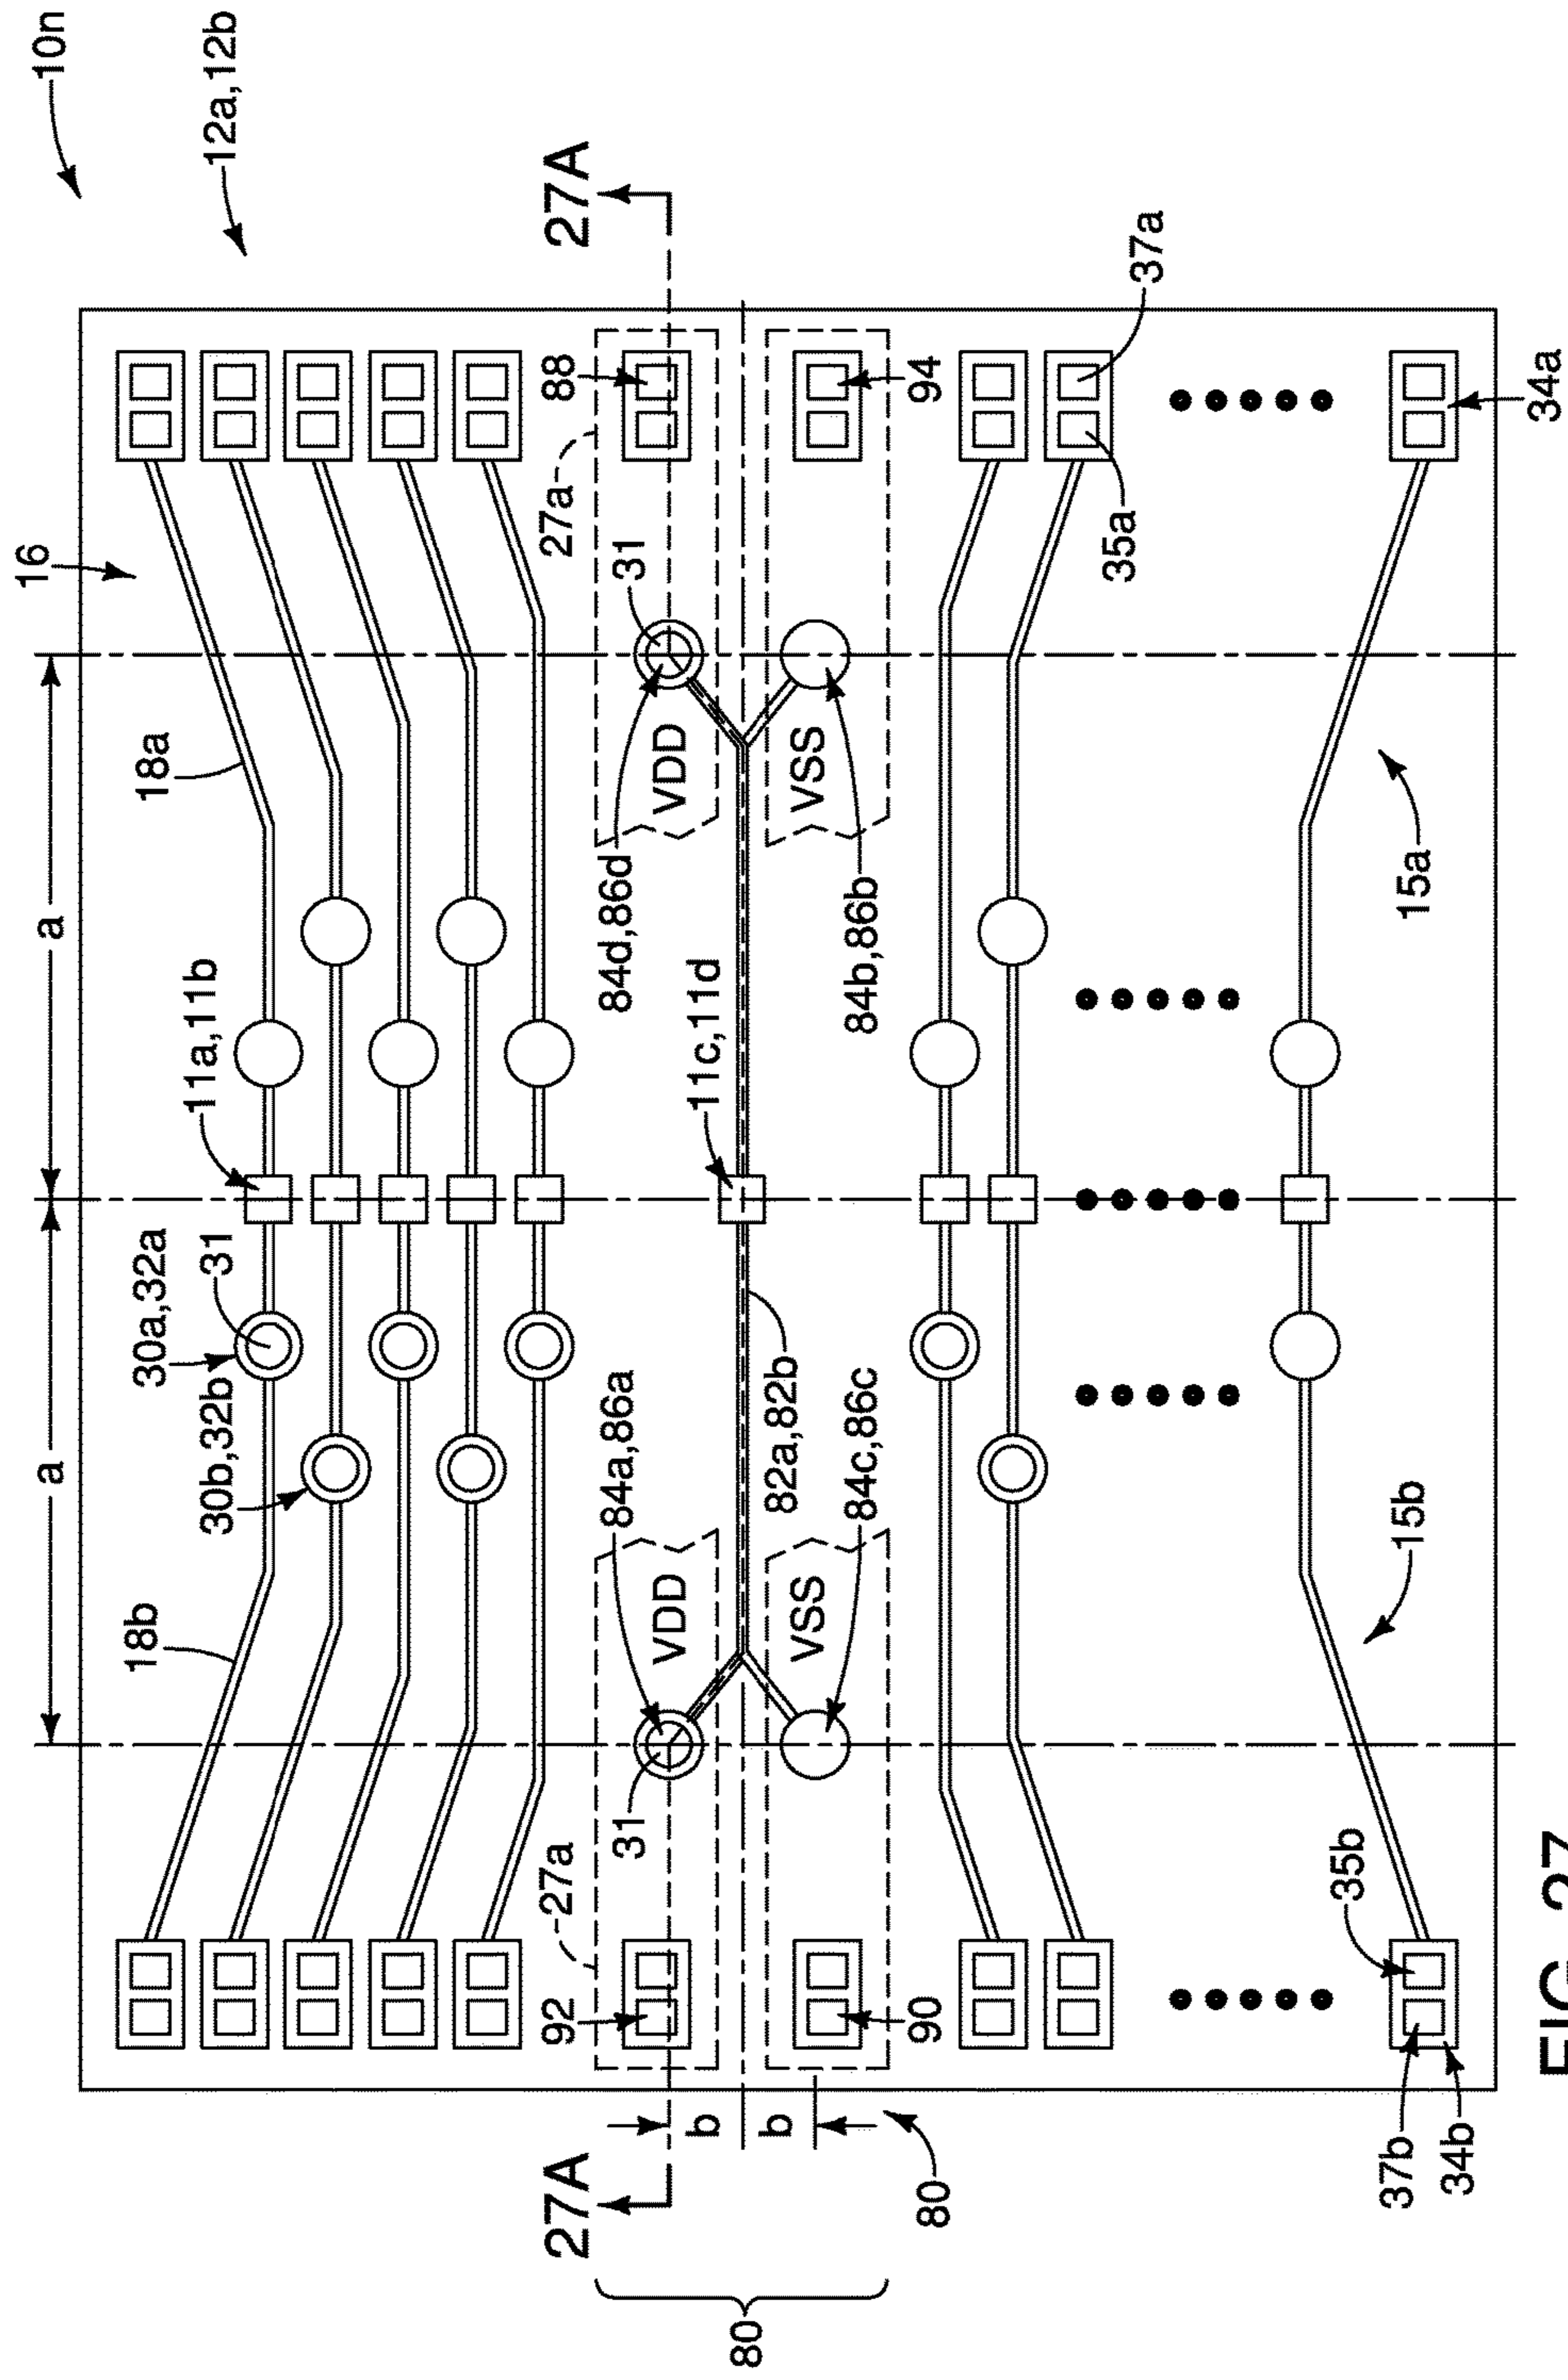 10n
12a,12b
16
a
a
18a
11a,11b
31
30a,32a
30b,32b
18b
27A
88
27a
31
VDD
84d,86d
VSS
84b,86b
94
37a
35a
34a
15a
11c,11d
82a,82b
84a,86a
84c,86c
VDD
VSS
31
27a
92
90
15b
35b
37b
34b
b
b
27A
80
80
FIG. 27